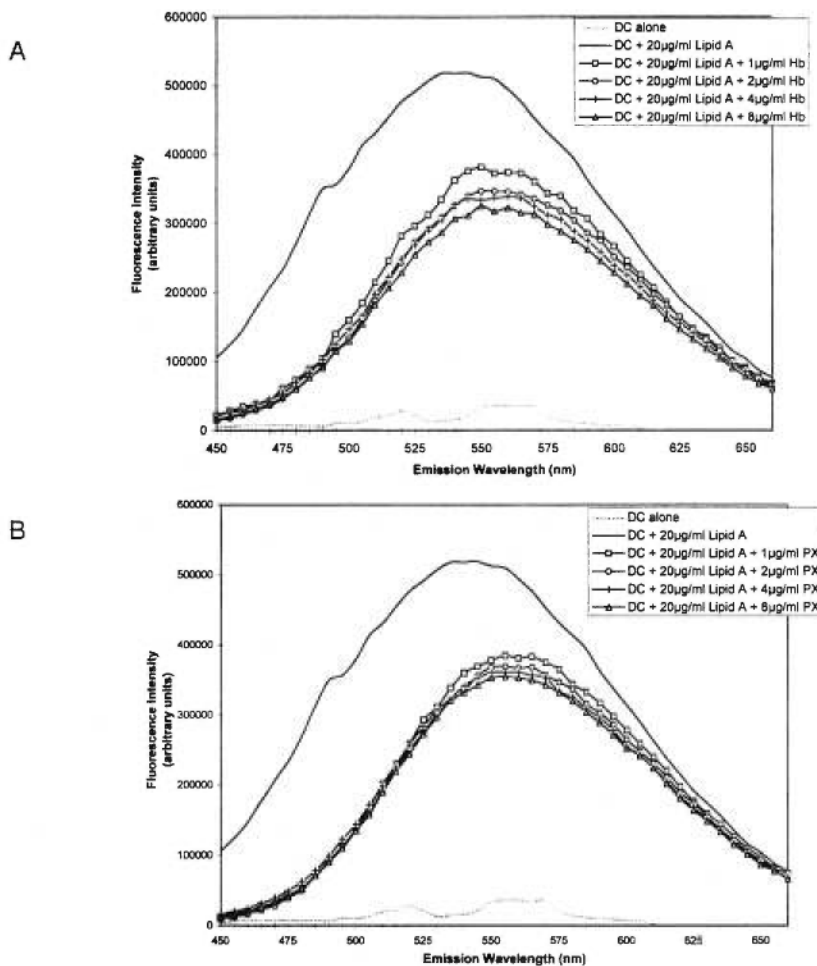 A
600000
500000
400000
300000
200000
100000
0
Fluorescence Intensity
(arbitrary units)
DC alone
DC + 20µg/ml Lipid A
DC + 20µg/ml Lipid A + 1µg/ml Hb
DC + 20µg/ml Lipid A + 2µg/ml Hb
DC + 20µg/ml Lipid A + 4µg/ml Hb
DC + 20µg/ml Lipid A + 8µg/ml Hb
450 475 500 525 550 575 600 625 650
Emission Wavelength (nm)
B
600000
500000
400000
300000
200000
100000
0
Fluorescence Intensity
(arbitrary units)
DC alone
DC + 20µg/ml Lipid A
DC + 20µg/ml Lipid A + 1µg/ml PX
DC + 20µg/ml Lipid A + 2µg/ml PX
DC + 20µg/ml Lipid A + 4µg/ml PX
DC + 20µg/ml Lipid A + 8µg/ml PX
450 475 500 525 550 575 600 625 650
Emission Wavelength (nm)